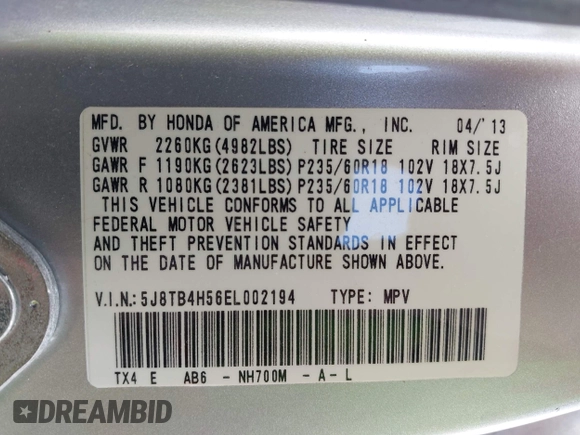 MFD. BY HONDA OF AMERICA MFG., INC. 04/'13
GVWR 2260KG(4982LBS) TIRE SIZE RIM SIZE
GAWR F 1190KG(2623LBS) P235/60R18 102V 18X7.5J
GAWR R 1080KG(2381LBS) P235/60R18 102V 18X7.5J
THIS VEHICLE CONFORMS TO ALL APPLICABLE
FEDERAL MOTOR VEHICLE SAFETY
AND THEFT PREVENTION STANDARDS IN EFFECT
ON THE DATE OF MANUFACTURE SHOWN ABOVE.
V.I.N.:5J8TB4H56EL002194 TYPE: MPV
TX4 E AB6 - NH700M - A - L
DREAMBID